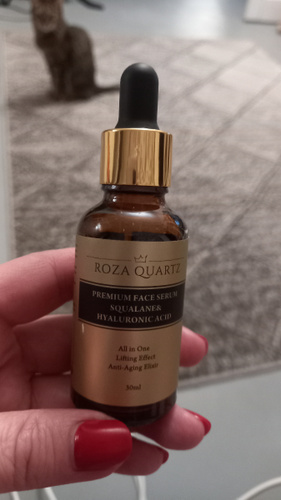 ROZA QUARTZ
PREMIUM FACE SERUM
SQUALANE&
HYALURONIC ACID
All in One
Lifting Effect
Anti-Aging Elixir
30ml